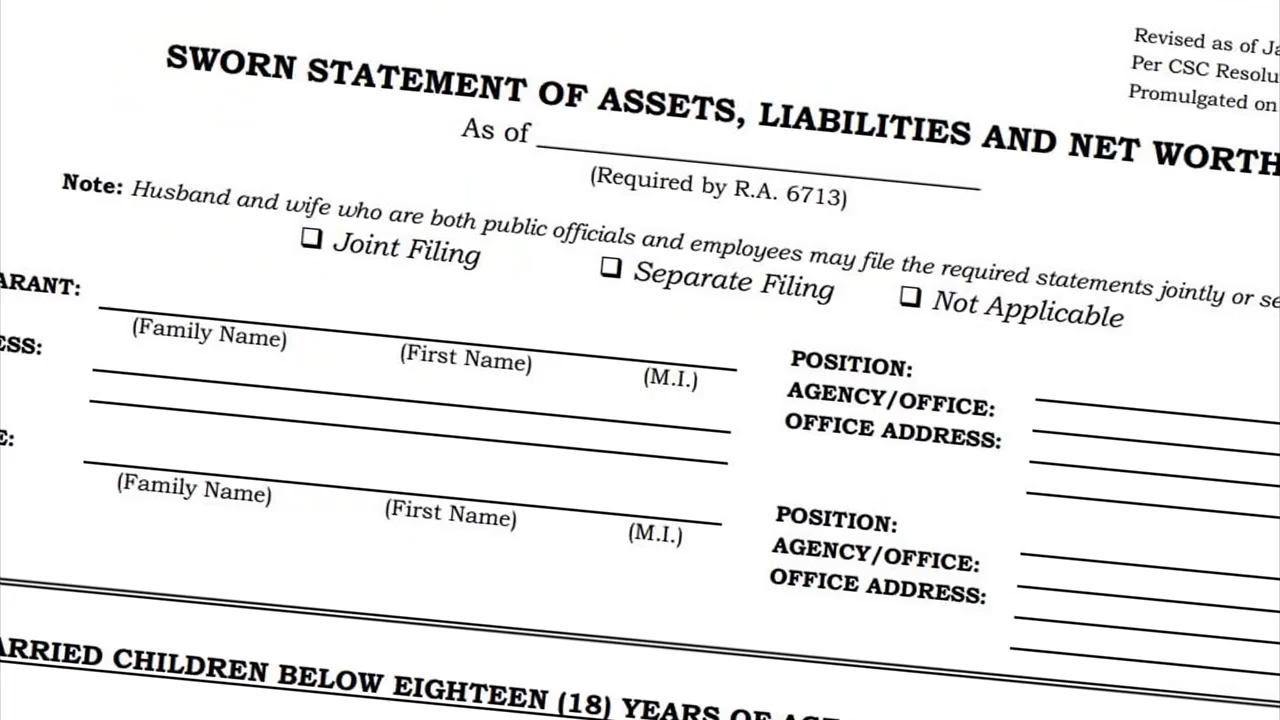 Revised as of Ja
Per CSC Resolu
Promulgated on
SWORN STATEMENT OF ASSETS, LIABILITIES AND NET WORTH
As of
(Required by R.A. 6713)
Note: Husband and wife who are both public officials and employees may file the required statements jointly or se
❑ Joint Filing ❑ Separate Filing ❑ Not Applicable
ARANT:
(Family Name) (First Name) (M.I.)
ESS:
POSITION:
AGENCY/OFFICE:
OFFICE ADDRESS:
E:
(Family Name) (First Name) (M.I.)
POSITION:
AGENCY/OFFICE:
OFFICE ADDRESS:
ARRIED CHILDREN BELOW EIGHTEEN (18) YEARS OF AGE